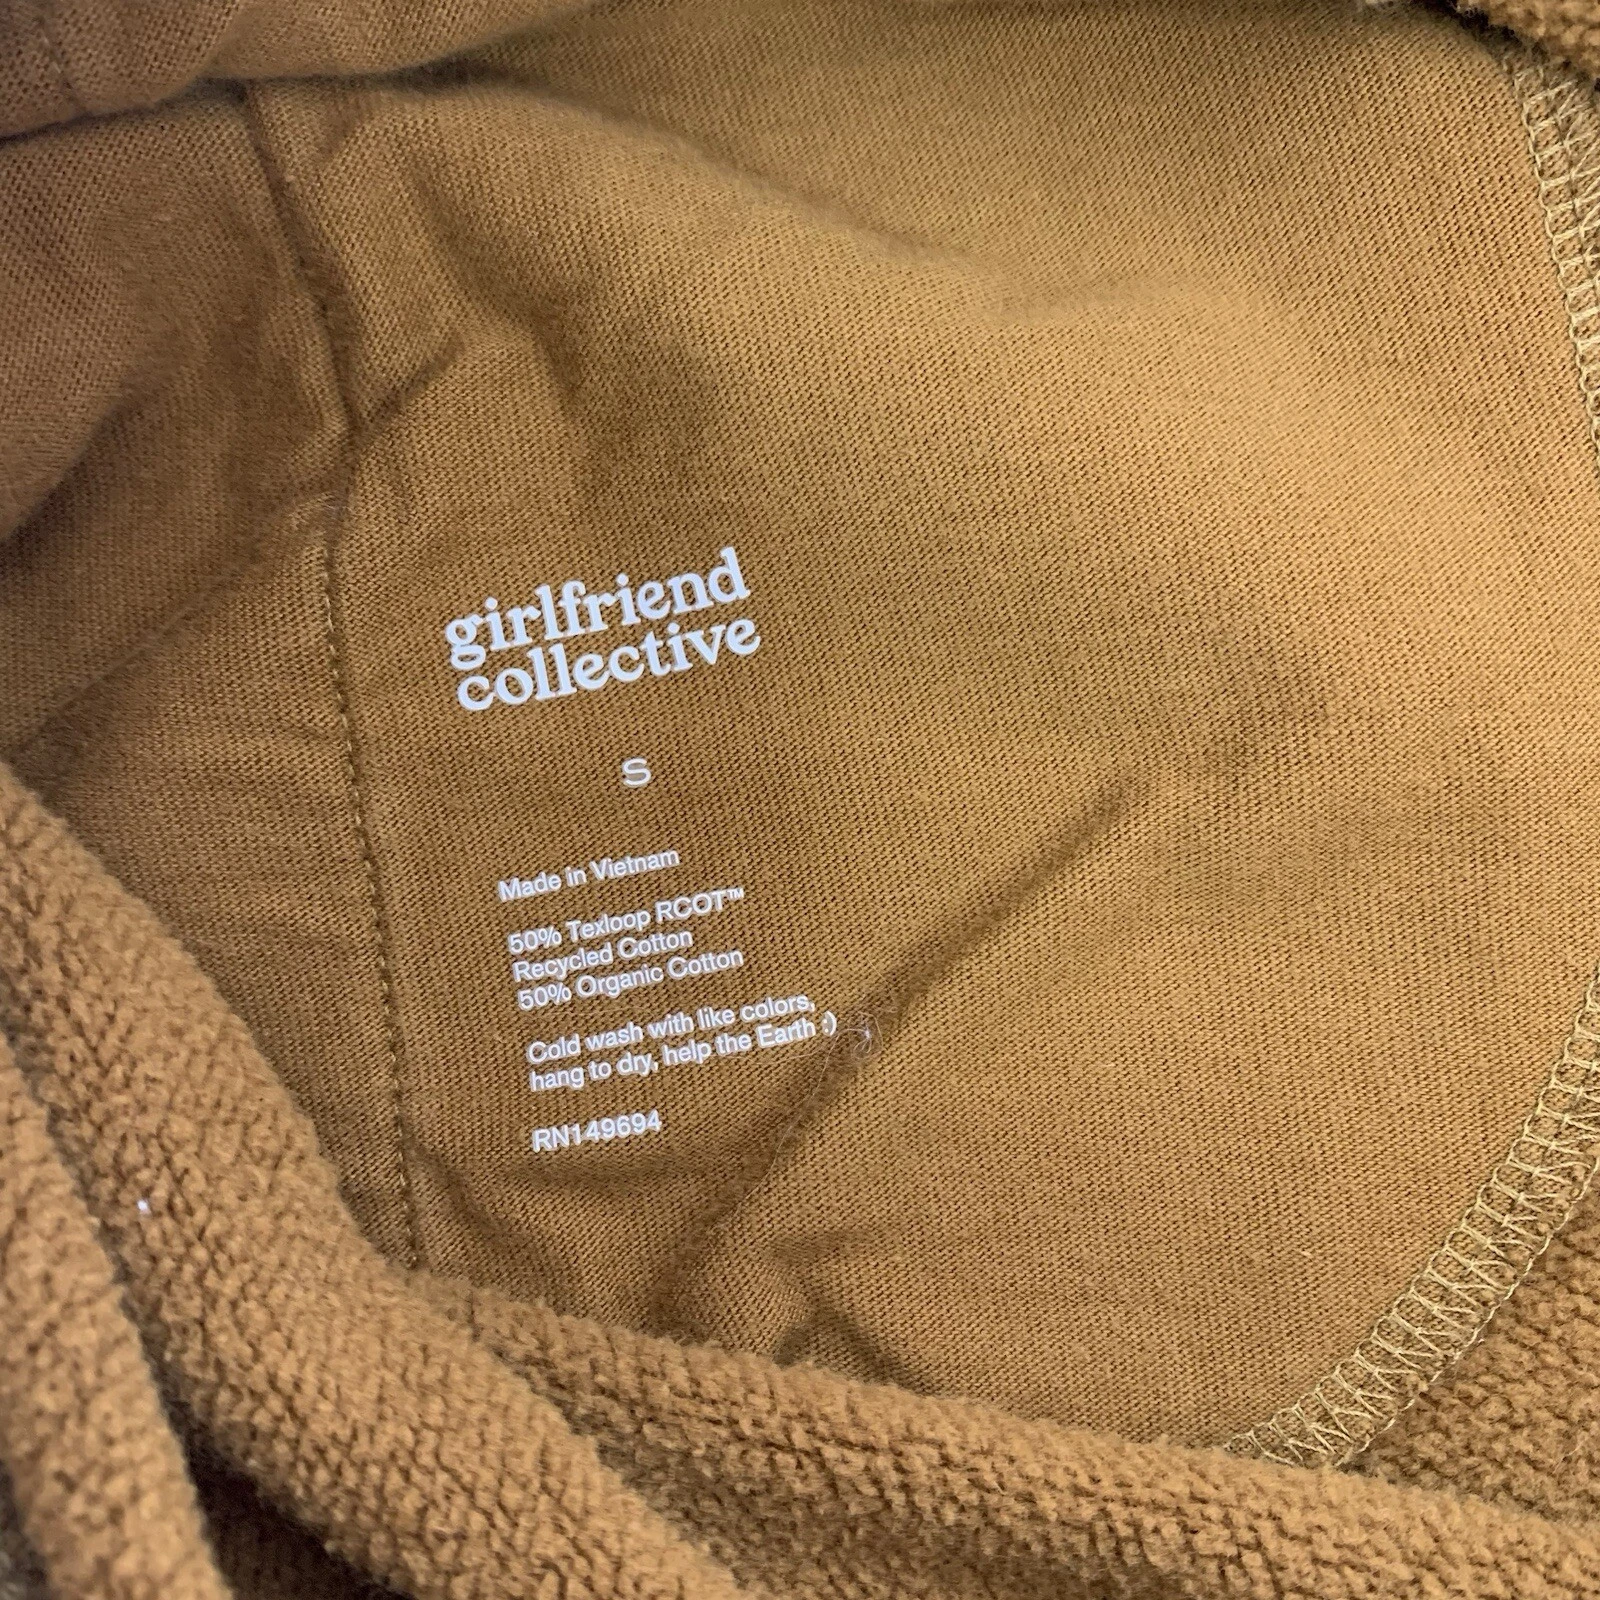 girlfriend
collective
S
Made in Vietnam
50% Texloop RCOT™
Recycled Cotton
50% Organic Cotton
Cold wash with like colors,
hang to dry, help the Earth :)
RN149694